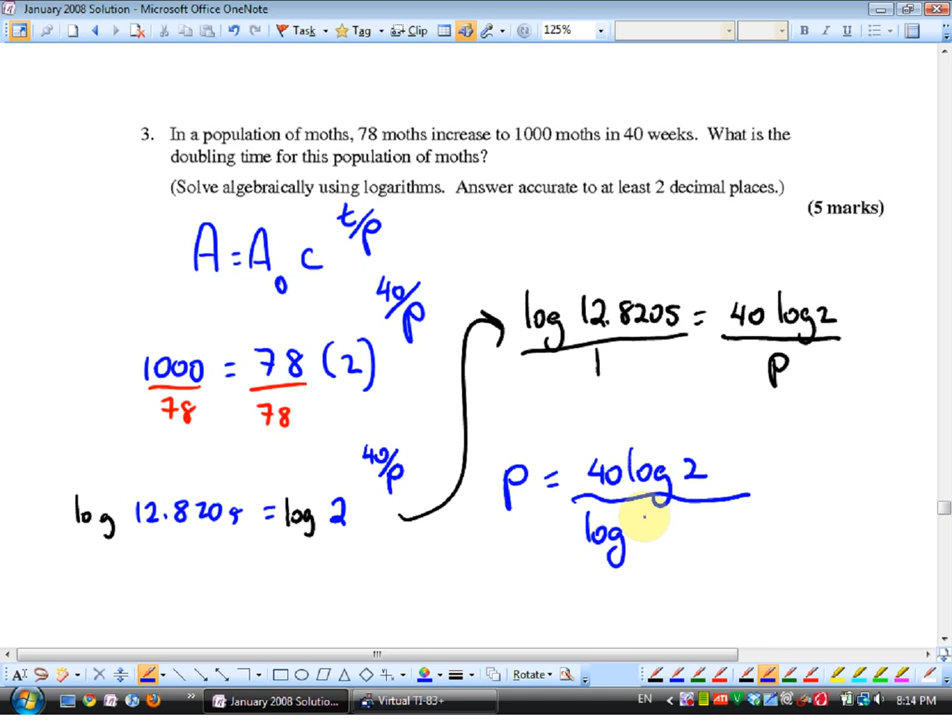 January 2008 Solution - Microsoft Office OneNote
Task Tag Clip 125% B I U
3. In a population of moths, 78 moths increase to 1000 moths in 40 weeks. What is the
doubling time for this population of moths?
(Solve algebraically using logarithms. Answer accurate to at least 2 decimal places.)
(5 marks)
A = A₀ c^(t/p)
1000/78 = 78/78 (2)^(40/p)
log 12.8205 = log 2^(40/p)
log 12.8205/1 = 40 log 2/p
p = 40 log 2
log
Rotate
January 2008 Solutio... Virtual TI-83+ EN 8:14 PM